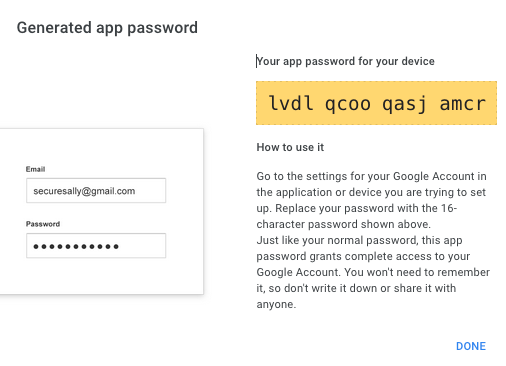 Generated app password
Your app password for your device
lvdl qcoo qasj amcr
How to use it
Email
securesally@gmail.com
Password
Go to the settings for your Google Account in
the application or device you are trying to set
up. Replace your password with the 16-
character password shown above.
Just like your normal password, this app
password grants complete access to your
Google Account. You won't need to remember
it, so don't write it down or share it with
anyone.
DONE